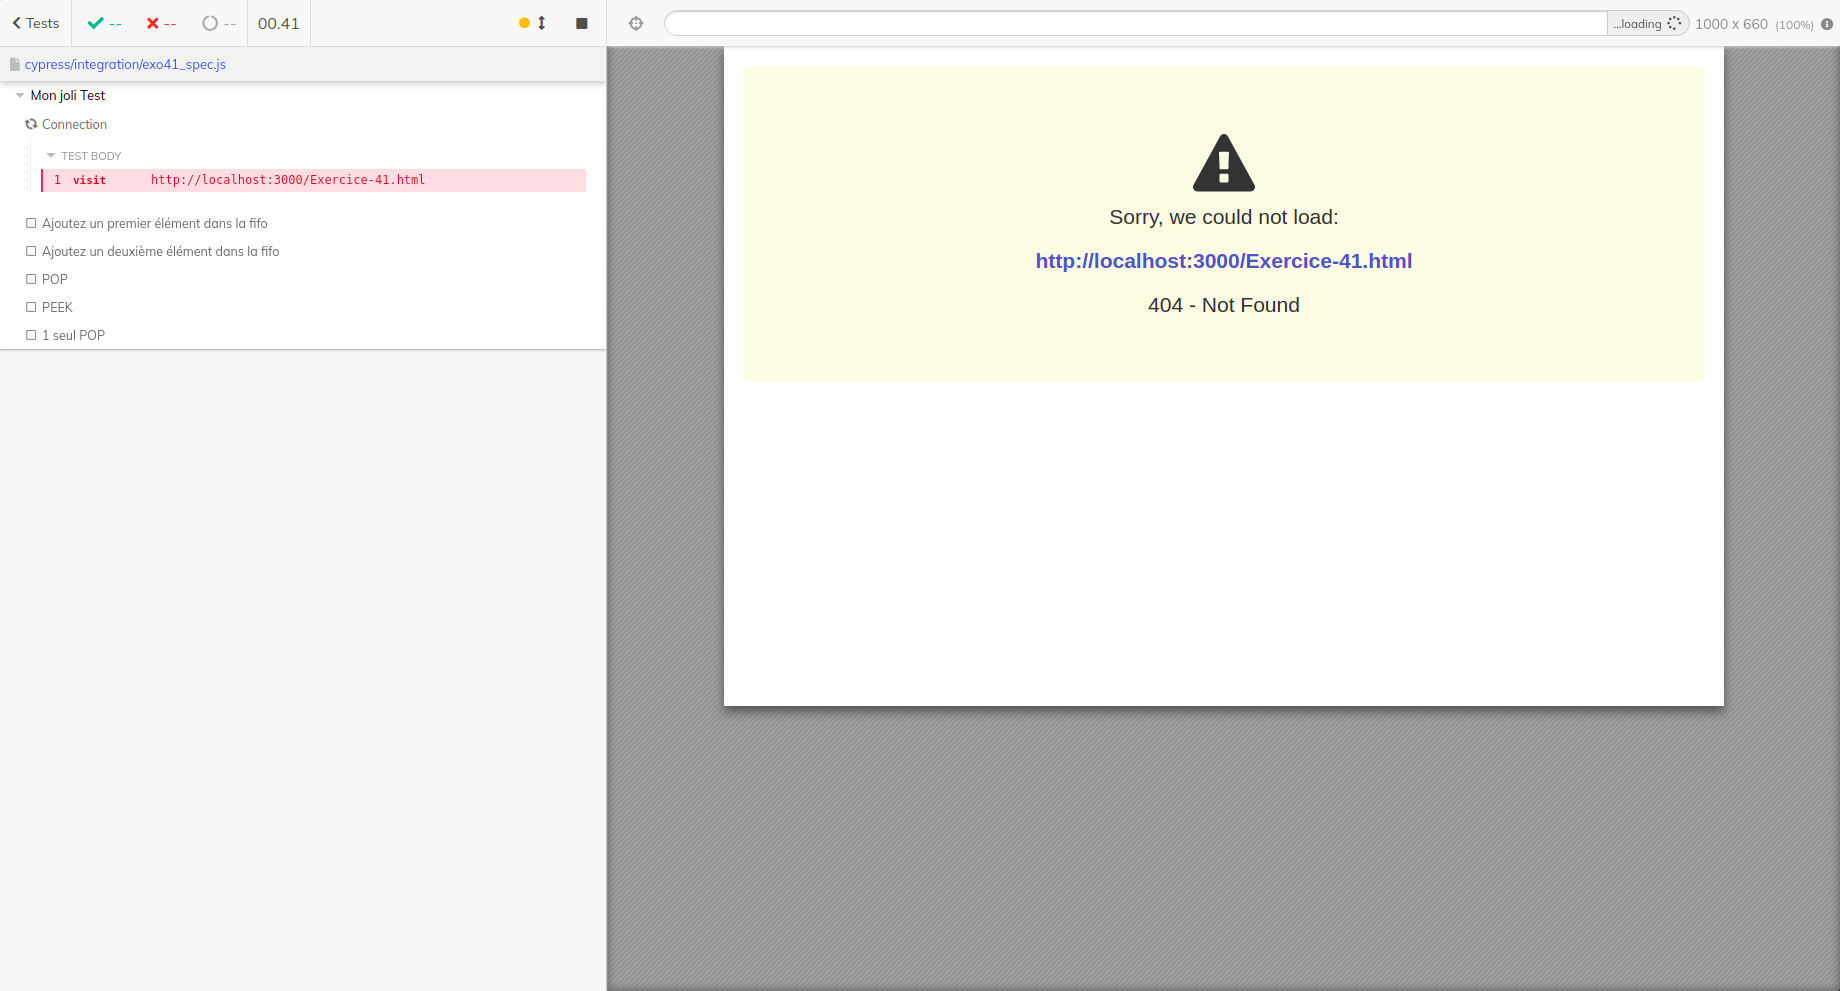 Tests -- -- -- 00.41
...loading 1000 x 660 (100%)
cypress/integration/exo41_spec.js
Mon joli Test
Connection
TEST BODY
1 visit http://localhost:3000/Exercice-41.html
Ajoutez un premier élément dans la fifo
Ajoutez un deuxième élément dans la fifo
POP
PEEK
1 seul POP
Sorry, we could not load:
http://localhost:3000/Exercice-41.html
404 - Not Found